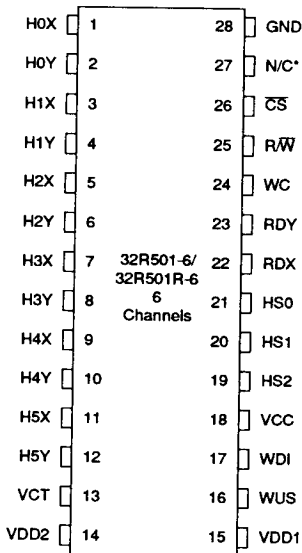 H0X 1 28 GND
H0Y 2 27 N/C*
H1X 3 26 C̅S̅
H1Y 4 25 R/W̅
H2X 5 24 WC
H2Y 6 23 RDY
H3X 7 32R501-6/ 22 RDX
32R501R-6
H3Y 8 6 21 HS0
Channels
H4X 9 20 HS1
H4Y 10 19 HS2
H5X 11 18 VCC
H5Y 12 17 WDI
VCT 13 16 WUS
VDD2 14 15 VDD1